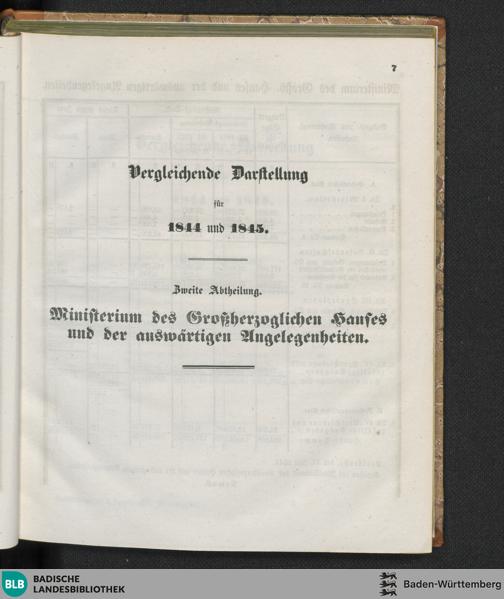 7
Vergleichende Darstellung
für
1844 und 1845.
Zweite Abtheilung.
Ministerium des Großherzoglichen Hauses
und der auswärtigen Angelegenheiten.
BLB BADISCHE
LANDESBIBLIOTHEK
Baden-Württemberg